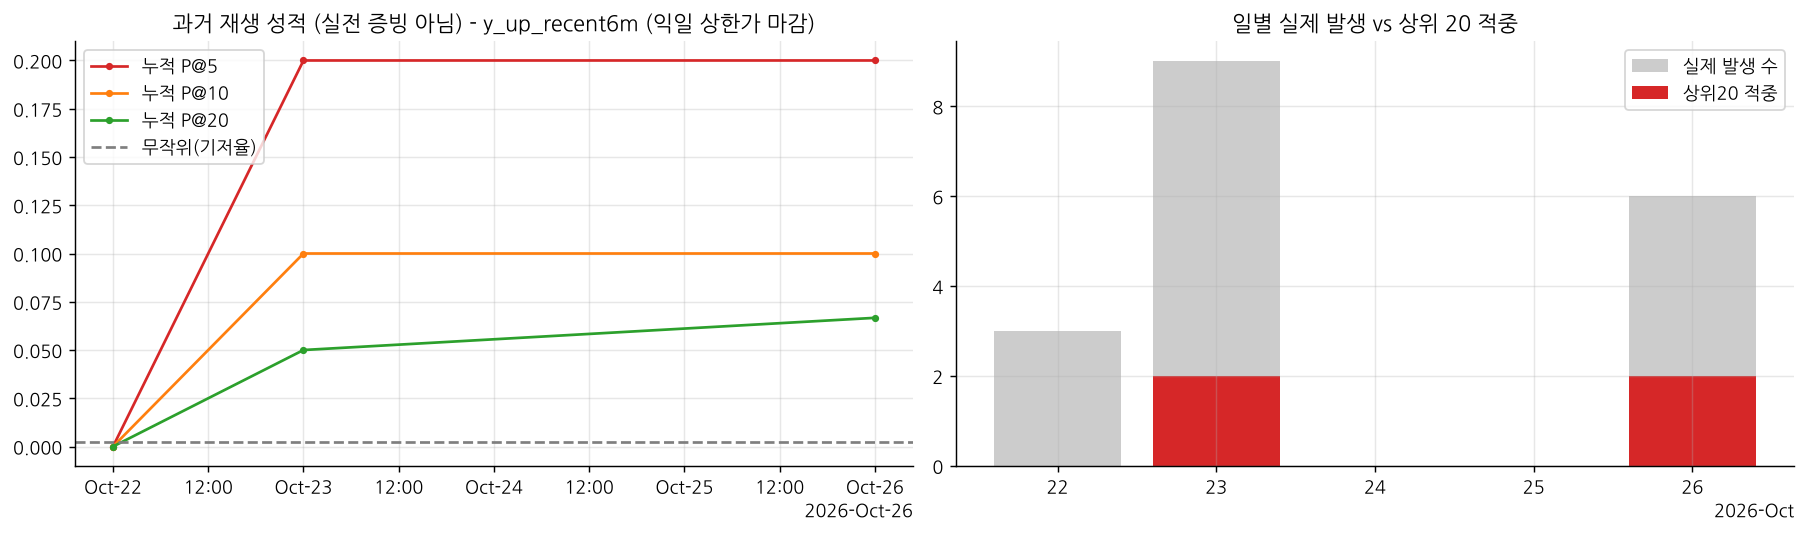 과거 재생 성적 (실전 증빙 아님) - y_up_recent6m (익일 상한가 마감)
누적 P@5
누적 P@10
누적 P@20
무작위(기저율)
0.200
0.175
0.150
0.125
0.100
0.075
0.050
0.025
0.000
Oct-22 12:00 Oct-23 12:00 Oct-24 12:00 Oct-25 12:00 Oct-26
2026-Oct-26
일별 실제 발생 vs 상위 20 적중
실제 발생 수
상위20 적중
8
6
4
2
0
22 23 24 25 26
2026-Oct